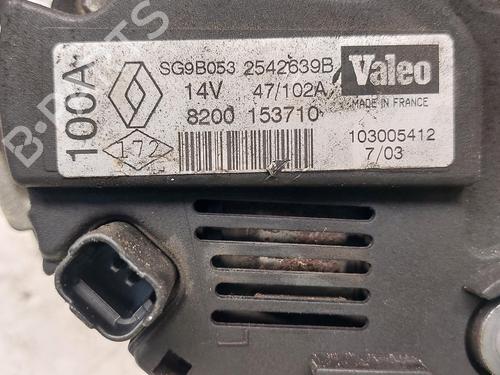 100A
SG9B053 2542639B
14V 47/102A
8200 153710
172
Valeo
MADE IN FRANCE
103005412
7/03
L
B-PARTS